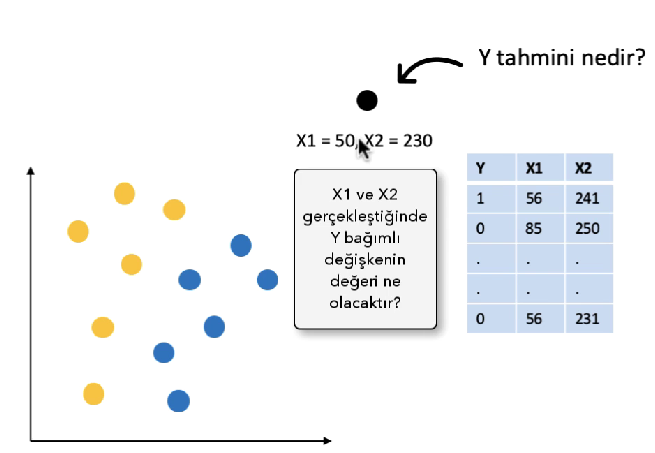 Y tahmini nedir?
X1 = 50, X2 = 230
X1 ve X2
gerçekleştiğinde
Y bağımlı
değişkenin
değeri ne
olacaktır?
Y X1 X2
1 56 241
0 85 250
. . .
. . .
0 56 231